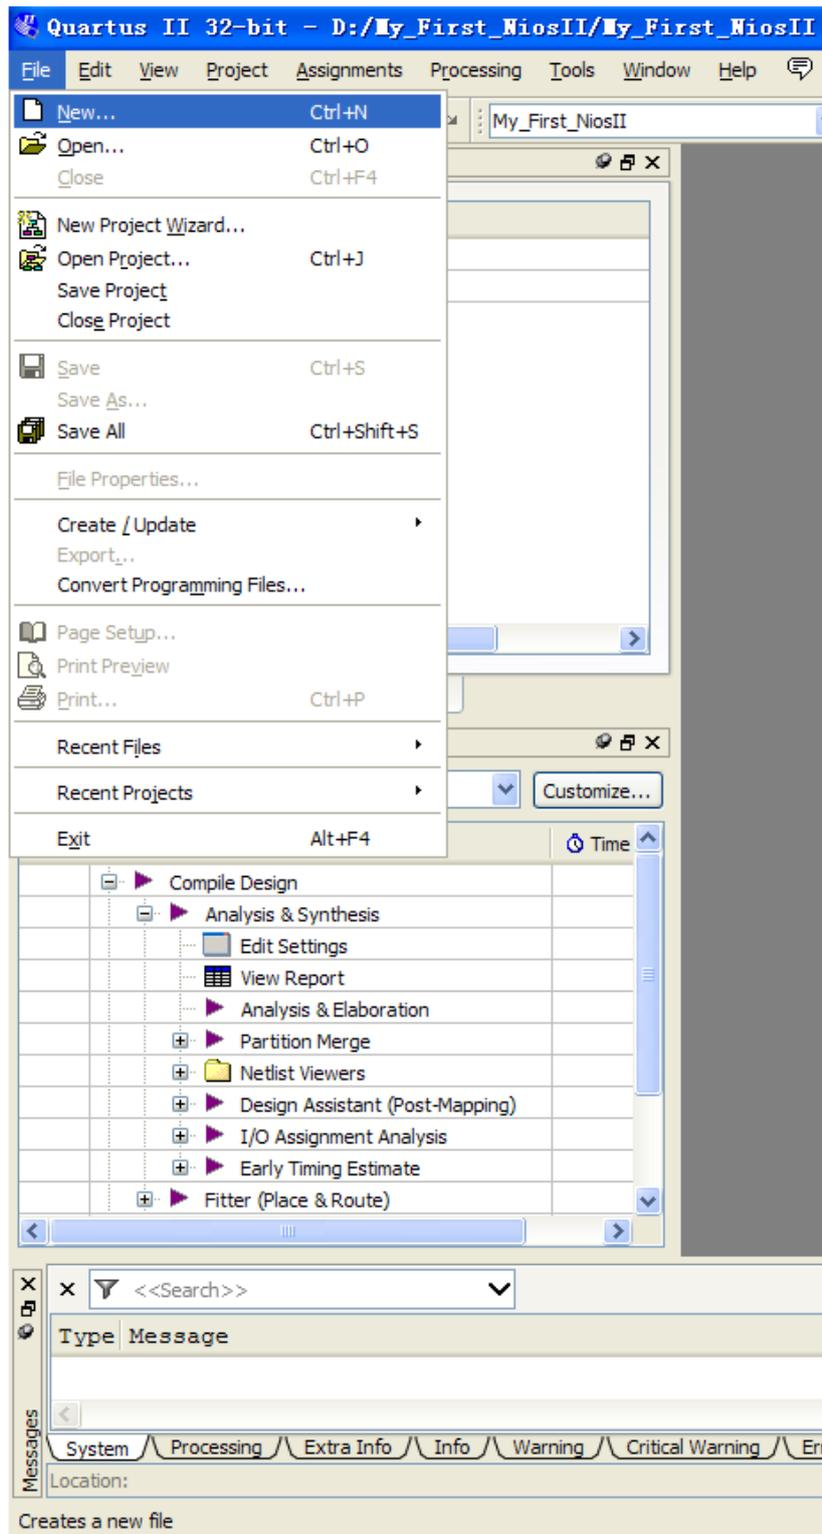 Quartus II 32-bit - D:/My_First_NiosII/My_First_NiosII
File Edit View Project Assignments Processing Tools Window Help
New... Ctrl+N
My_First_NiosII
Open... Ctrl+O
Close Ctrl+F4
New Project Wizard...
Open Project... Ctrl+J
Save Project
Close Project
Save Ctrl+S
Save As...
Save All Ctrl+Shift+S
File Properties...
Create / Update
Export...
Convert Programming Files...
Page Setup...
Print Preview
Print... Ctrl+P
Recent Files
Recent Projects
Customize...
Exit Alt+F4
Time
Compile Design
Analysis & Synthesis
Edit Settings
View Report
Analysis & Elaboration
Partition Merge
Netlist Viewers
Design Assistant (Post-Mapping)
I/O Assignment Analysis
Early Timing Estimate
Fitter (Place & Route)
<<Search>>
Type Message
Messages
System Processing Extra Info Info Warning Critical Warning Er
Location:
Creates a new file